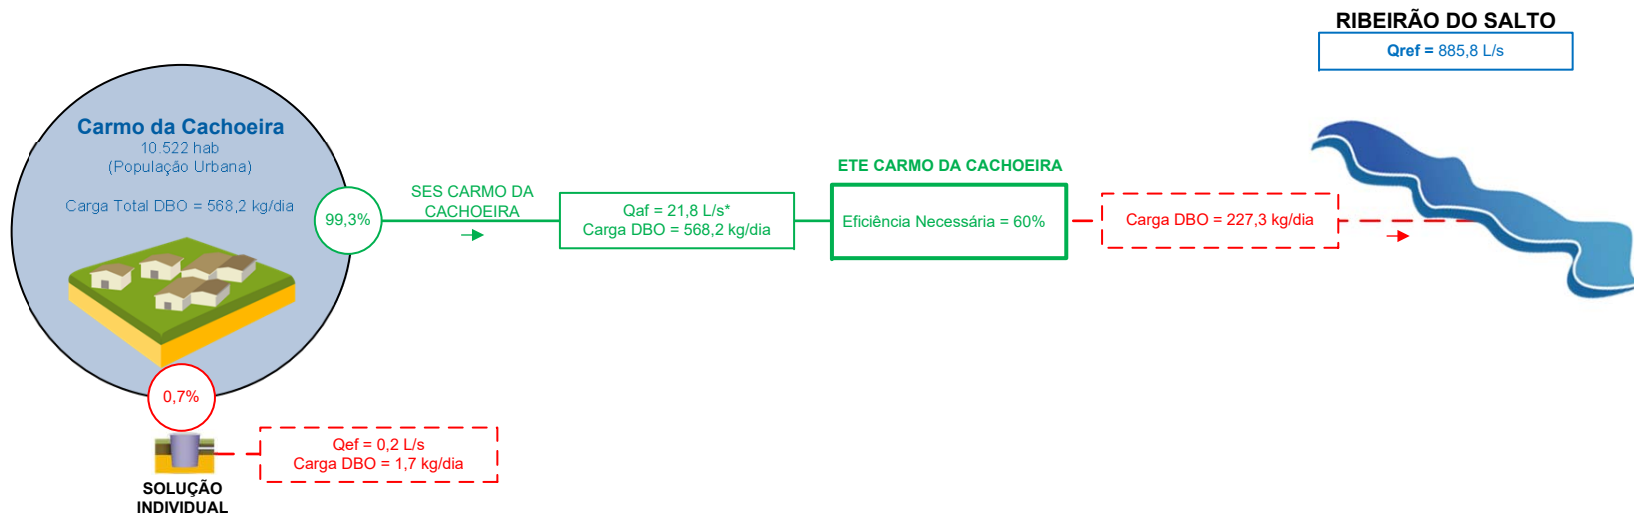 RIBEIRÃO DO SALTO
Qref = 885,8 L/s
Carmo da Cachoeira
10.522 hab
(População Urbana)
Carga Total DBO = 568,2 kg/dia
99,3%
SES CARMO DA
CACHOEIRA
Qaf = 21,8 L/s*
Carga DBO = 568,2 kg/dia
ETE CARMO DA CACHOEIRA
Eficiência Necessária = 60%
Carga DBO = 227,3 kg/dia
0,7%
Qef = 0,2 L/s
Carga DBO = 1,7 kg/dia
SOLUÇÃO
INDIVIDUAL